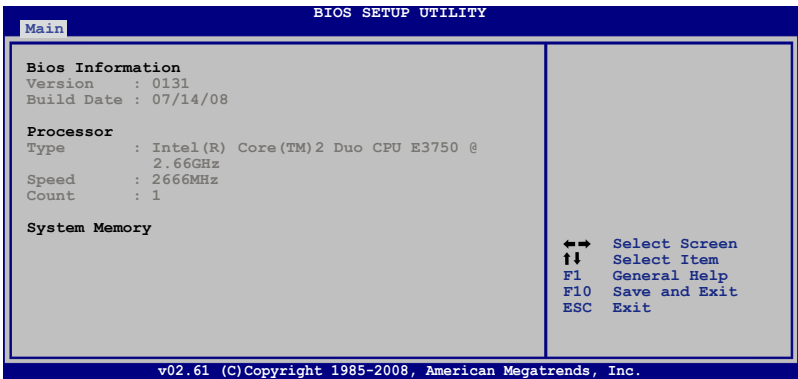 BIOS SETUP UTILITY
Main
Bios Information
Version : 0131
Build Date : 07/14/08
Processor
Type : Intel(R) Core(TM)2 Duo CPU E3750 @
2.66GHz
Speed : 2666MHz
Count : 1
System Memory
←→ Select Screen
↑↓ Select Item
F1 General Help
F10 Save and Exit
ESC Exit
v02.61 (C)Copyright 1985-2008, American Megatrends, Inc.